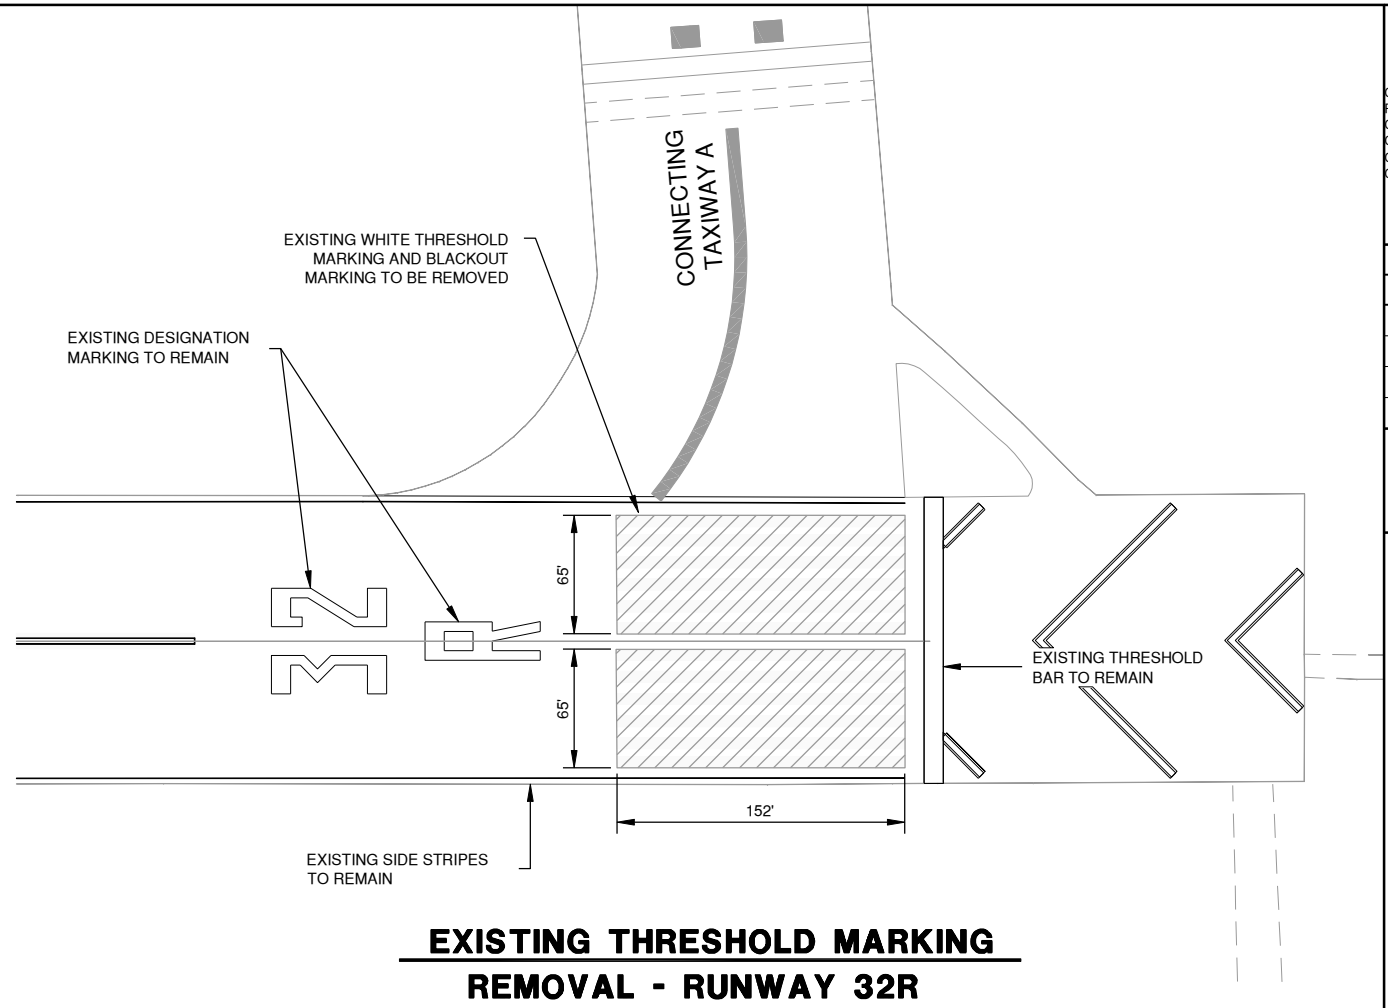 CONNECTING
TAXIWAY A
EXISTING WHITE THRESHOLD
MARKING AND BLACKOUT
MARKING TO BE REMOVED
EXISTING DESIGNATION
MARKING TO REMAIN
65'
32
R
65'
EXISTING THRESHOLD
BAR TO REMAIN
152'
EXISTING SIDE STRIPES
TO REMAIN
EXISTING THRESHOLD MARKING
REMOVAL - RUNWAY 32R